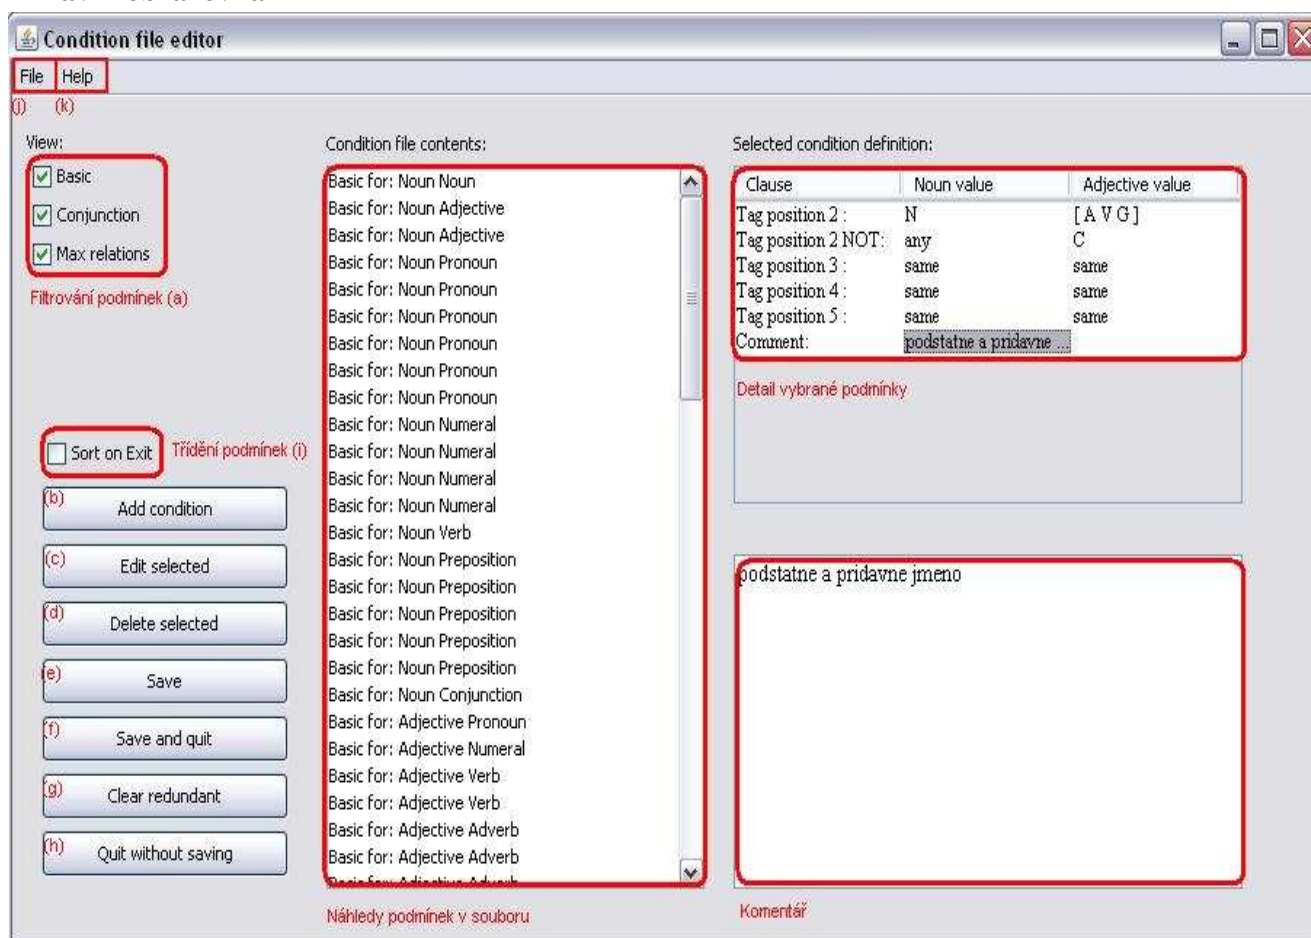 Condition file editor
File Help
(j) (k)
View:
Basic
Conjunction
Max relations
Filtrování podmínek (a)
Sort on Exit Třídění podmínek (i)
(b) Add condition
(c) Edit selected
(d) Delete selected
(e) Save
(f) Save and quit
(g) Clear redundant
(h) Quit without saving
Condition file contents:
Basic for: Noun Noun
Basic for: Noun Adjective
Basic for: Noun Adjective
Basic for: Noun Pronoun
Basic for: Noun Pronoun
Basic for: Noun Pronoun
Basic for: Noun Pronoun
Basic for: Noun Pronoun
Basic for: Noun Pronoun
Basic for: Noun Numeral
Basic for: Noun Numeral
Basic for: Noun Numeral
Basic for: Noun Numeral
Basic for: Noun Verb
Basic for: Noun Preposition
Basic for: Noun Preposition
Basic for: Noun Preposition
Basic for: Noun Preposition
Basic for: Noun Preposition
Basic for: Noun Conjunction
Basic for: Adjective Pronoun
Basic for: Adjective Numeral
Basic for: Adjective Verb
Basic for: Adjective Verb
Basic for: Adjective Adverb
Basic for: Adjective Adverb
Basic for: Adjective Adverb
Náhledy podmínek v souboru
Selected condition definition:
Clause Noun value Adjective value
Tag position 2 : N [ A V G ]
Tag position 2 NOT: any C
Tag position 3 : same same
Tag position 4 : same same
Tag position 5 : same same
Comment: podstatne a pridavne ...
Detail vybrané podmínky
podstatne a pridavne jmeno
Komentář